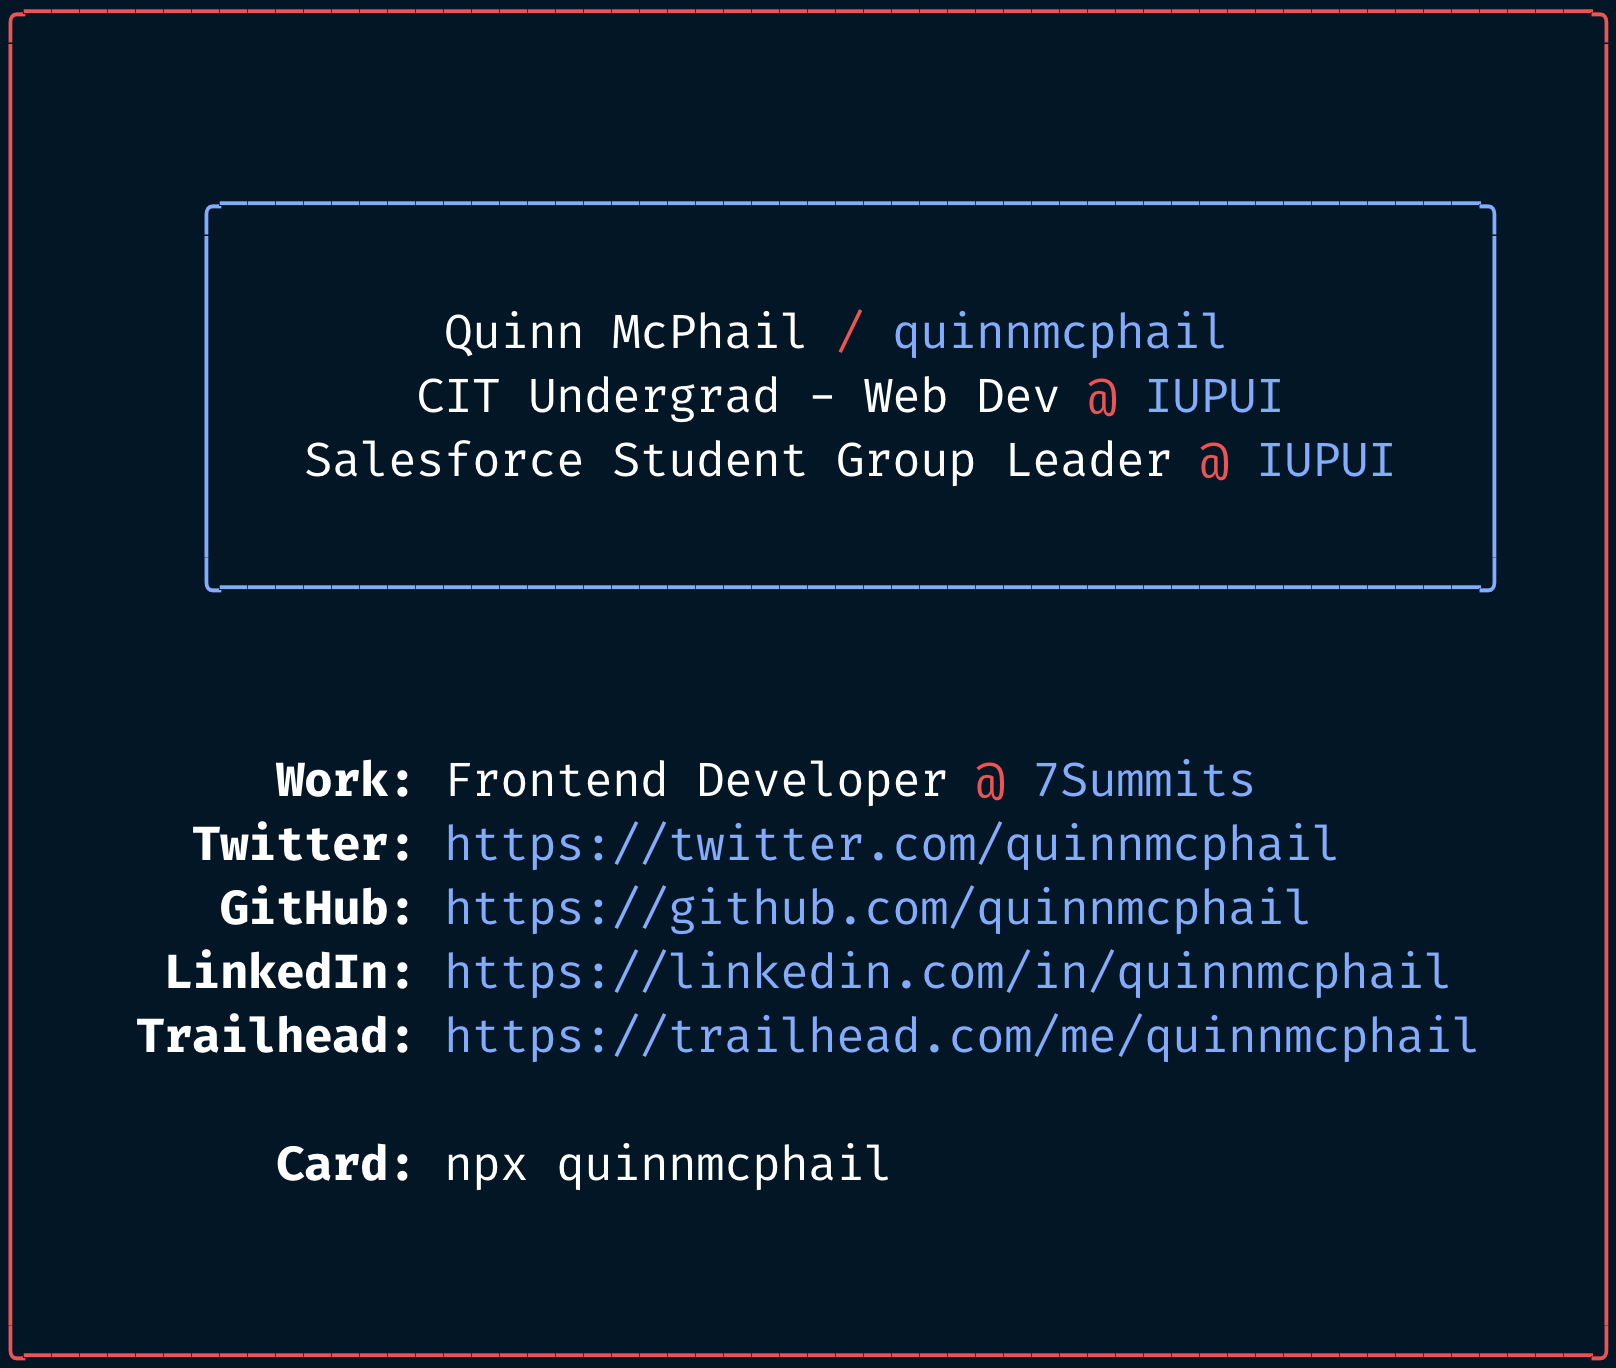 Quinn McPhail / quinnmcphail
CIT Undergrad - Web Dev @ IUPUI
Salesforce Student Group Leader @ IUPUI
Work: Frontend Developer @ 7Summits
Twitter: https://twitter.com/quinnmcphail
GitHub: https://github.com/quinnmcphail
LinkedIn: https://linkedin.com/in/quinnmcphail
Trailhead: https://trailhead.com/me/quinnmcphail
Card: npx quinnmcphail